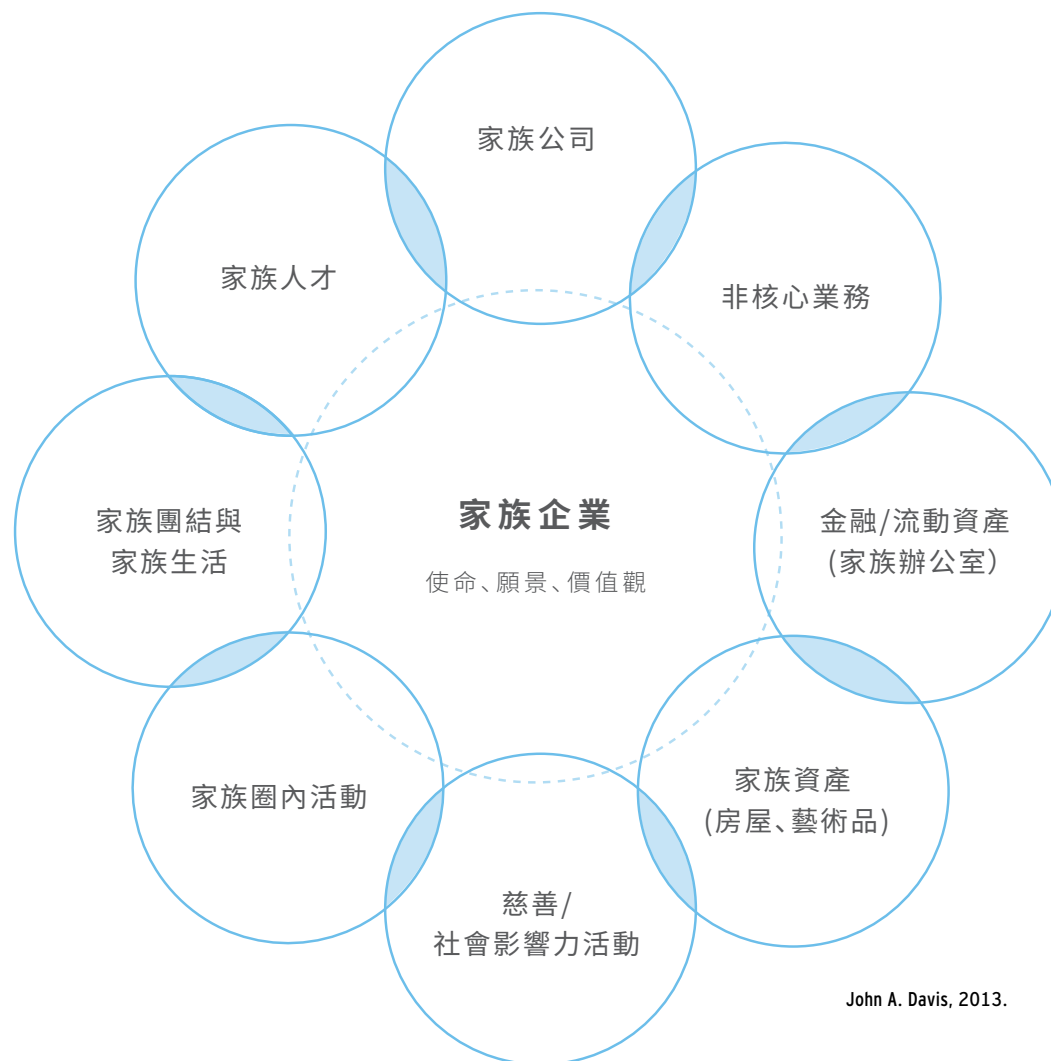 家族公司
家族人才
非核心業務
家族團結與
家族生活
家族企業
使命、願景、價值觀
金融/流動資產
(家族辦公室）
家族圈內活動
家族資產
(房屋、藝術品)
慈善/
社會影響力活動
John A. Davis, 2013.